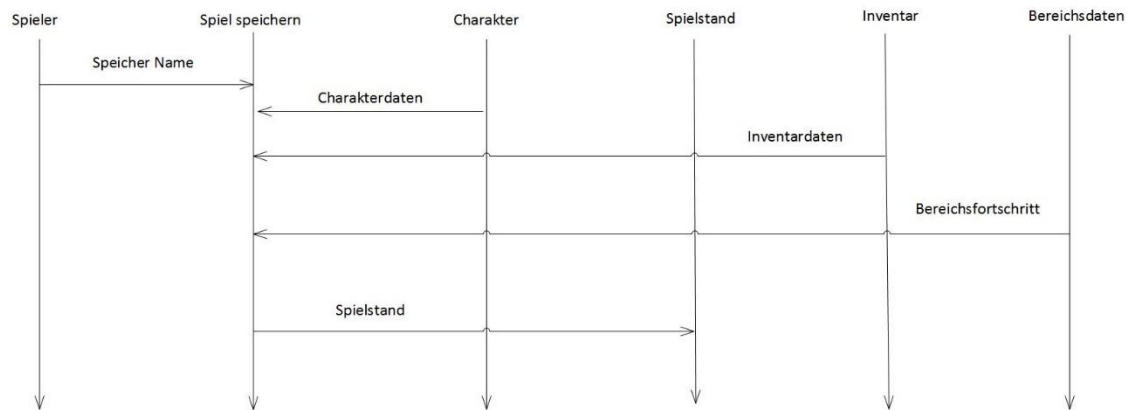 Spieler
Spiel speichern
Charakter
Spielstand
Inventar
Bereichsdaten
Speicher Name
Charakterdaten
Inventardaten
Bereichsfortschritt
Spielstand